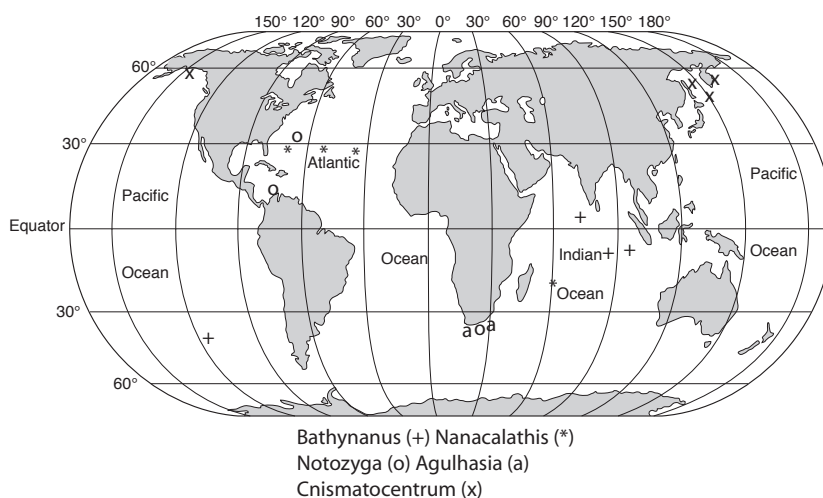 150° 120° 90° 60° 30° 0° 30° 60° 90° 120° 150° 180°
60°
x x x x
30°
o
* * *
Atlantic
Pacific
Pacific
o
+
Equator
Ocean
Ocean
Indian + +
Ocean
* Ocean
30°
a o a
+
60°
Bathynanus (+) Nanacalathis (*)
Notozyga (o) Agulhasia (a)
Cnismatocentrum (x)